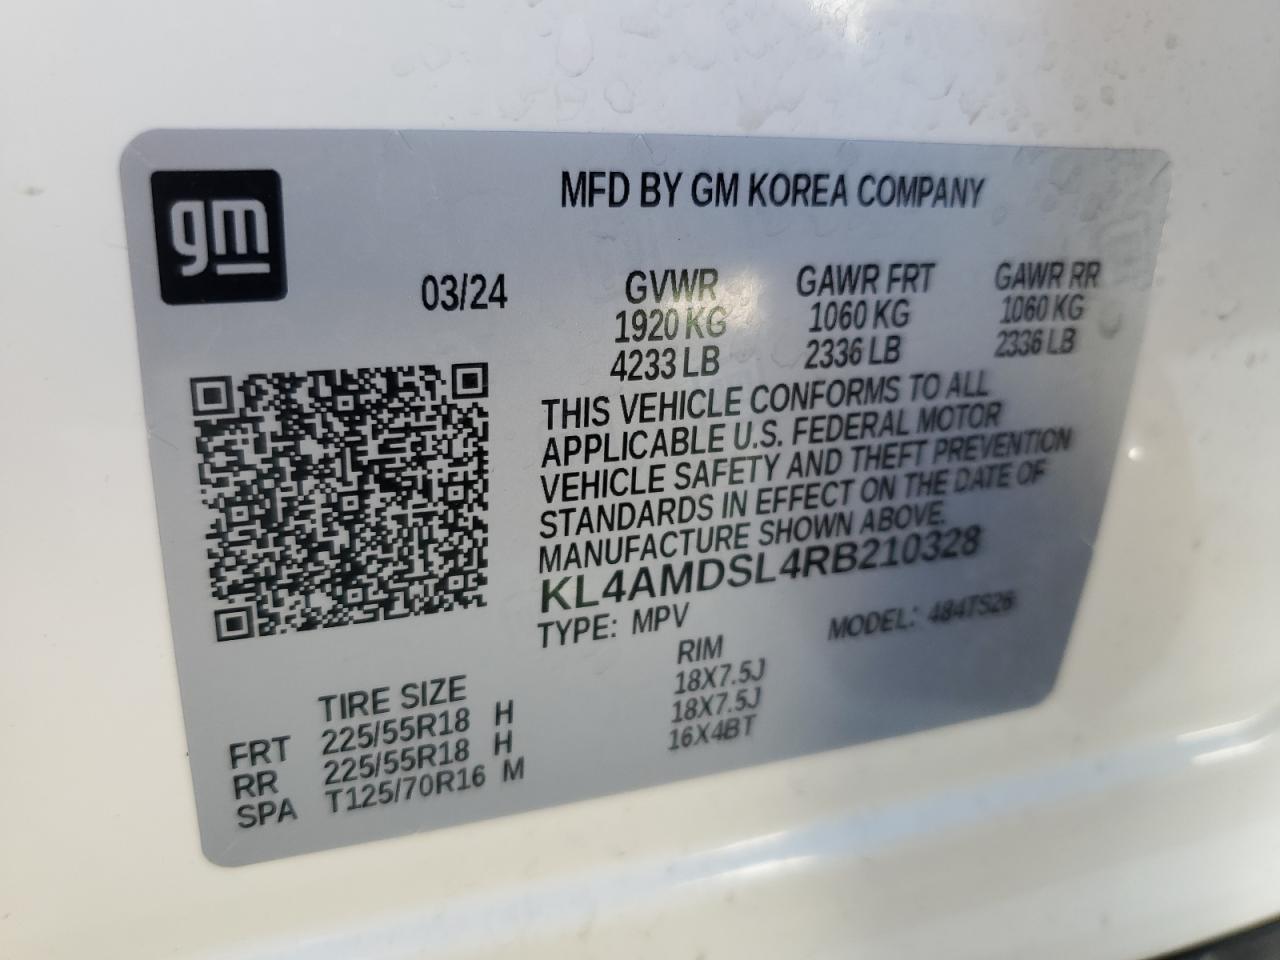 gm
MFD BY GM KOREA COMPANY
03/24
GVWR GAWR FRT GAWR RR
1920 KG 1060 KG 1060 KG
4233 LB 2336 LB 2336 LB
THIS VEHICLE CONFORMS TO ALL
APPLICABLE U.S. FEDERAL MOTOR
VEHICLE SAFETY AND THEFT PREVENTION
STANDARDS IN EFFECT ON THE DATE OF
MANUFACTURE SHOWN ABOVE.
KL4AMDSL4RB210328
TYPE: MPV MODEL: 484TS26
TIRE SIZE RIM
FRT 225/55R18 H 18X7.5J
RR 225/55R18 H 18X7.5J
SPA T125/70R16 M 16X4BT